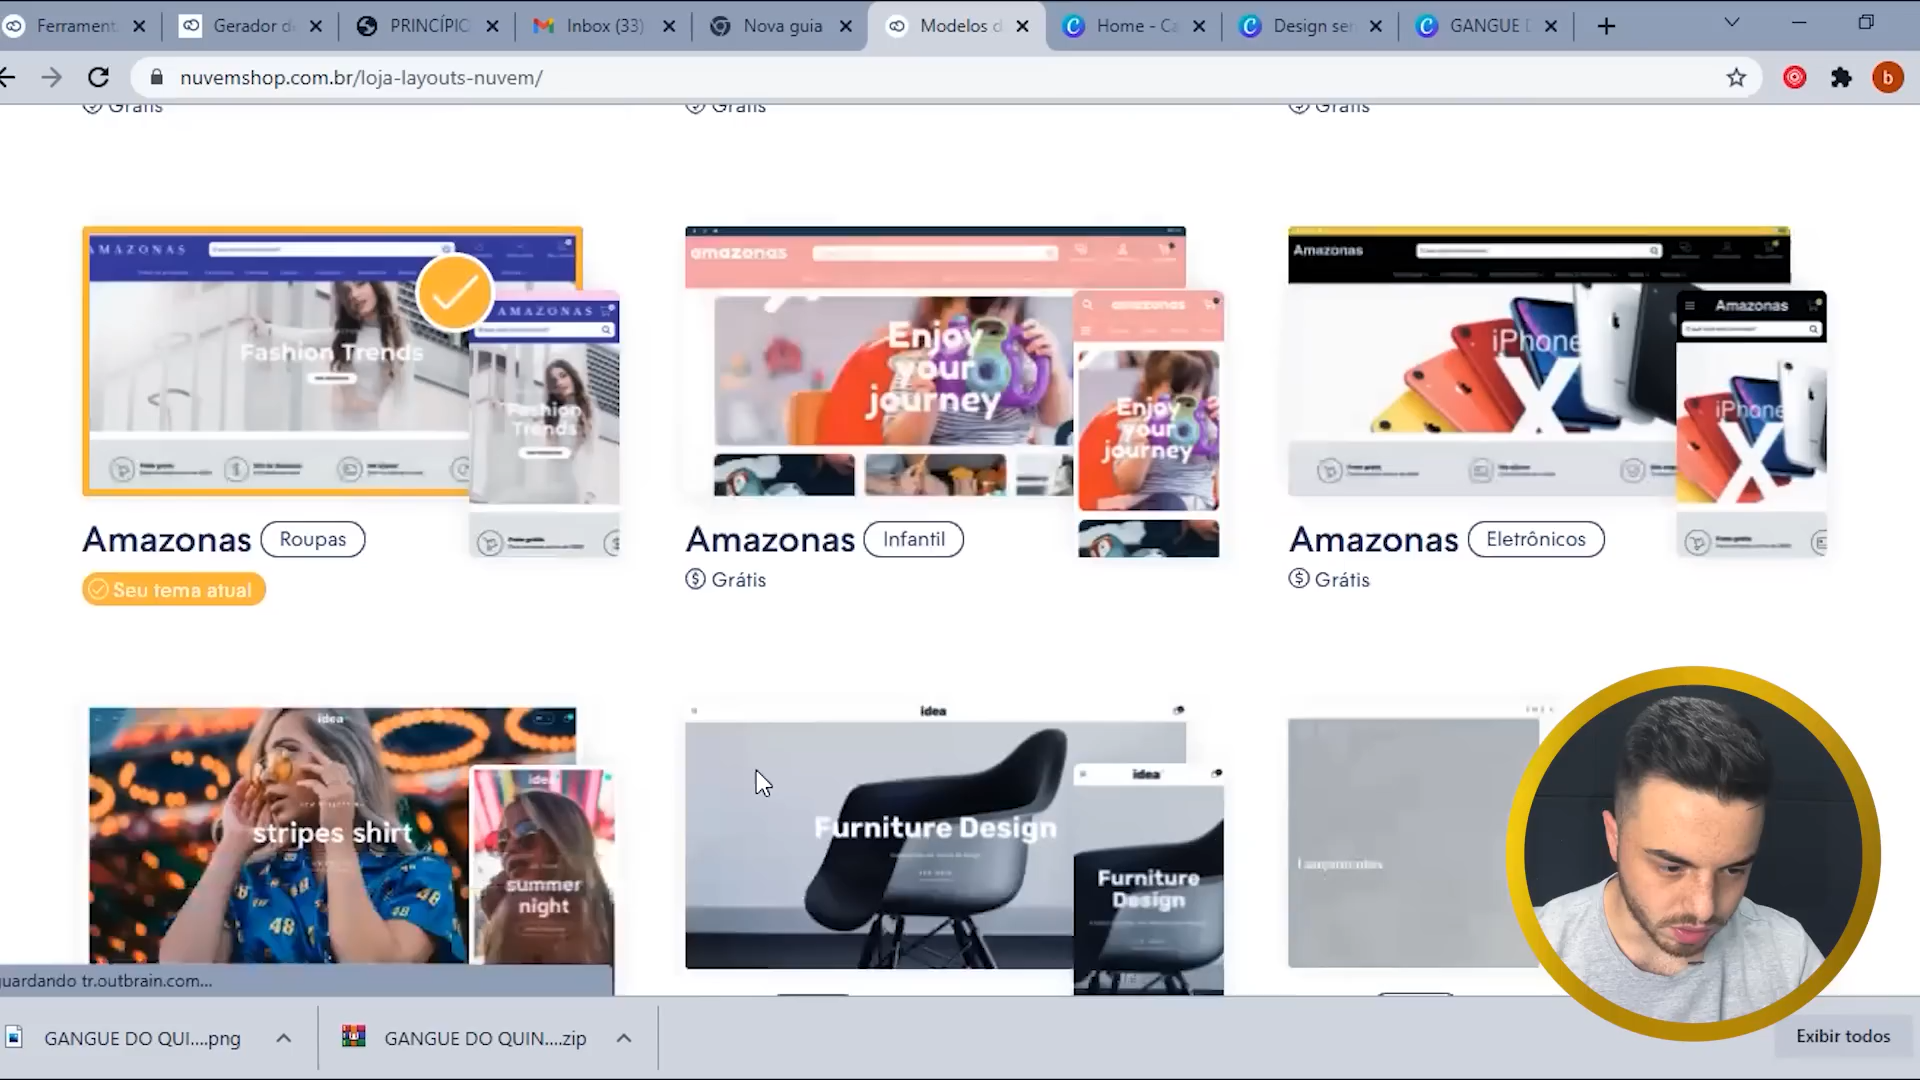 Ferrament
Gerador d
PRINCÍPIO
Inbox (33)
Nova guia
Modelos d
Home - Ca
Design ser
GANGUE D
nuvemshop.com.br/loja-layouts-nuvem/
b
Grátis
Grátis
Grátis
AMAZONAS
Fashion Trends
AMAZONAS
Fashion
Trends
amazonas
Enjoy
your
journey
amazonas
Enjoy
your
journey
Amazonas
iPhone
X
Amazonas
iPhone
X
Amazonas
Roupas
Seu tema atual
Amazonas
Infantil
Grátis
Amazonas
Eletrônicos
Grátis
idea
stripes shirt
48
48
48
idea
summer
night
idea
Furniture Design
idea
Furniture
Design
Lançamentos
guardando tr.outbrain.com...
GANGUE DO QUI....png
GANGUE DO QUIN....zip
Exibir todos